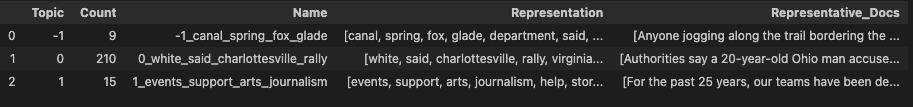 Topic Count Name Representation Representative_Docs
0 -1 9 -1_canal_spring_fox_glade [canal, spring, fox, glade, department, said, ... [Anyone jogging along the trail bordering the ...
1 0 210 0_white_said_charlottesville_rally [white, said, charlottesville, rally, virginia... [Authorities say a 20-year-old Ohio man accuse...
2 1 15 1_events_support_arts_journalism [events, support, arts, journalism, help, stor... [For the past 25 years, our teams have been de...